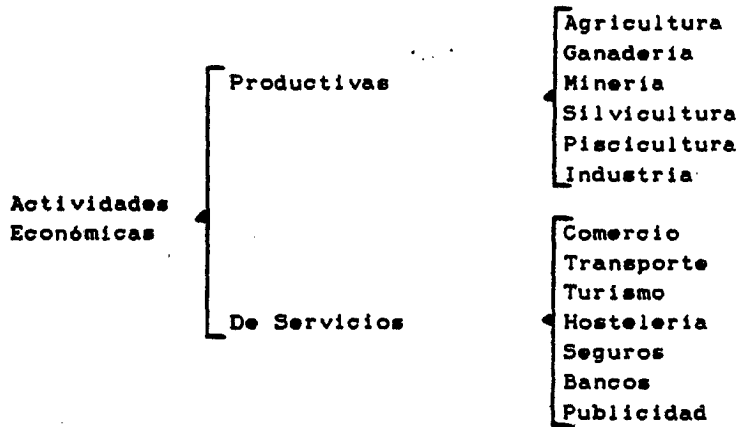 Actividades
Económicas
Productivas
Agricultura
Ganadería
Minería
Silvicultura
Piscicultura
Industria
De Servicios
Comercio
Transporte
Turismo
Hostelería
Seguros
Bancos
Publicidad